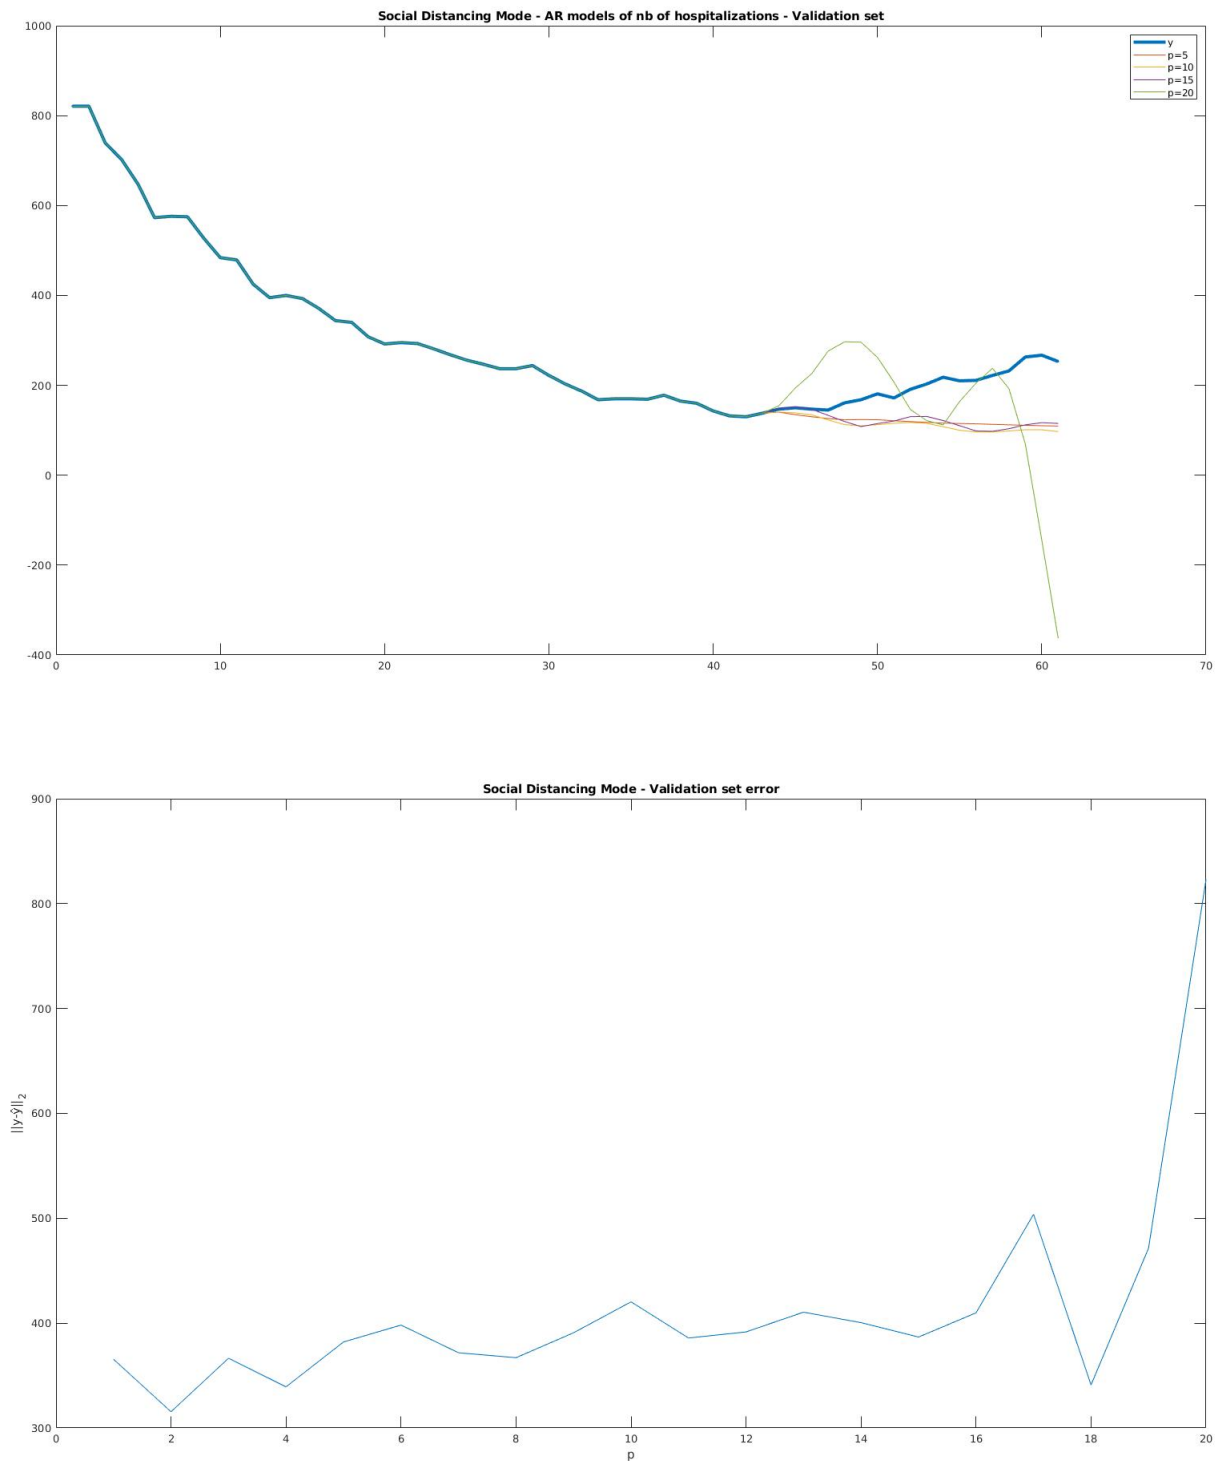 Social Distancing Mode - AR models of nb of hospitalizations - Validation set
1000
800
600
400
200
0
-200
-400
0 10 20 30 40 50 60 70
y
p=5
p=10
p=15
p=20
Social Distancing Mode - Validation set error
900
800
700
600
500
400
300
||y-ŷ||2
0 2 4 6 8 10 12 14 16 18 20
p